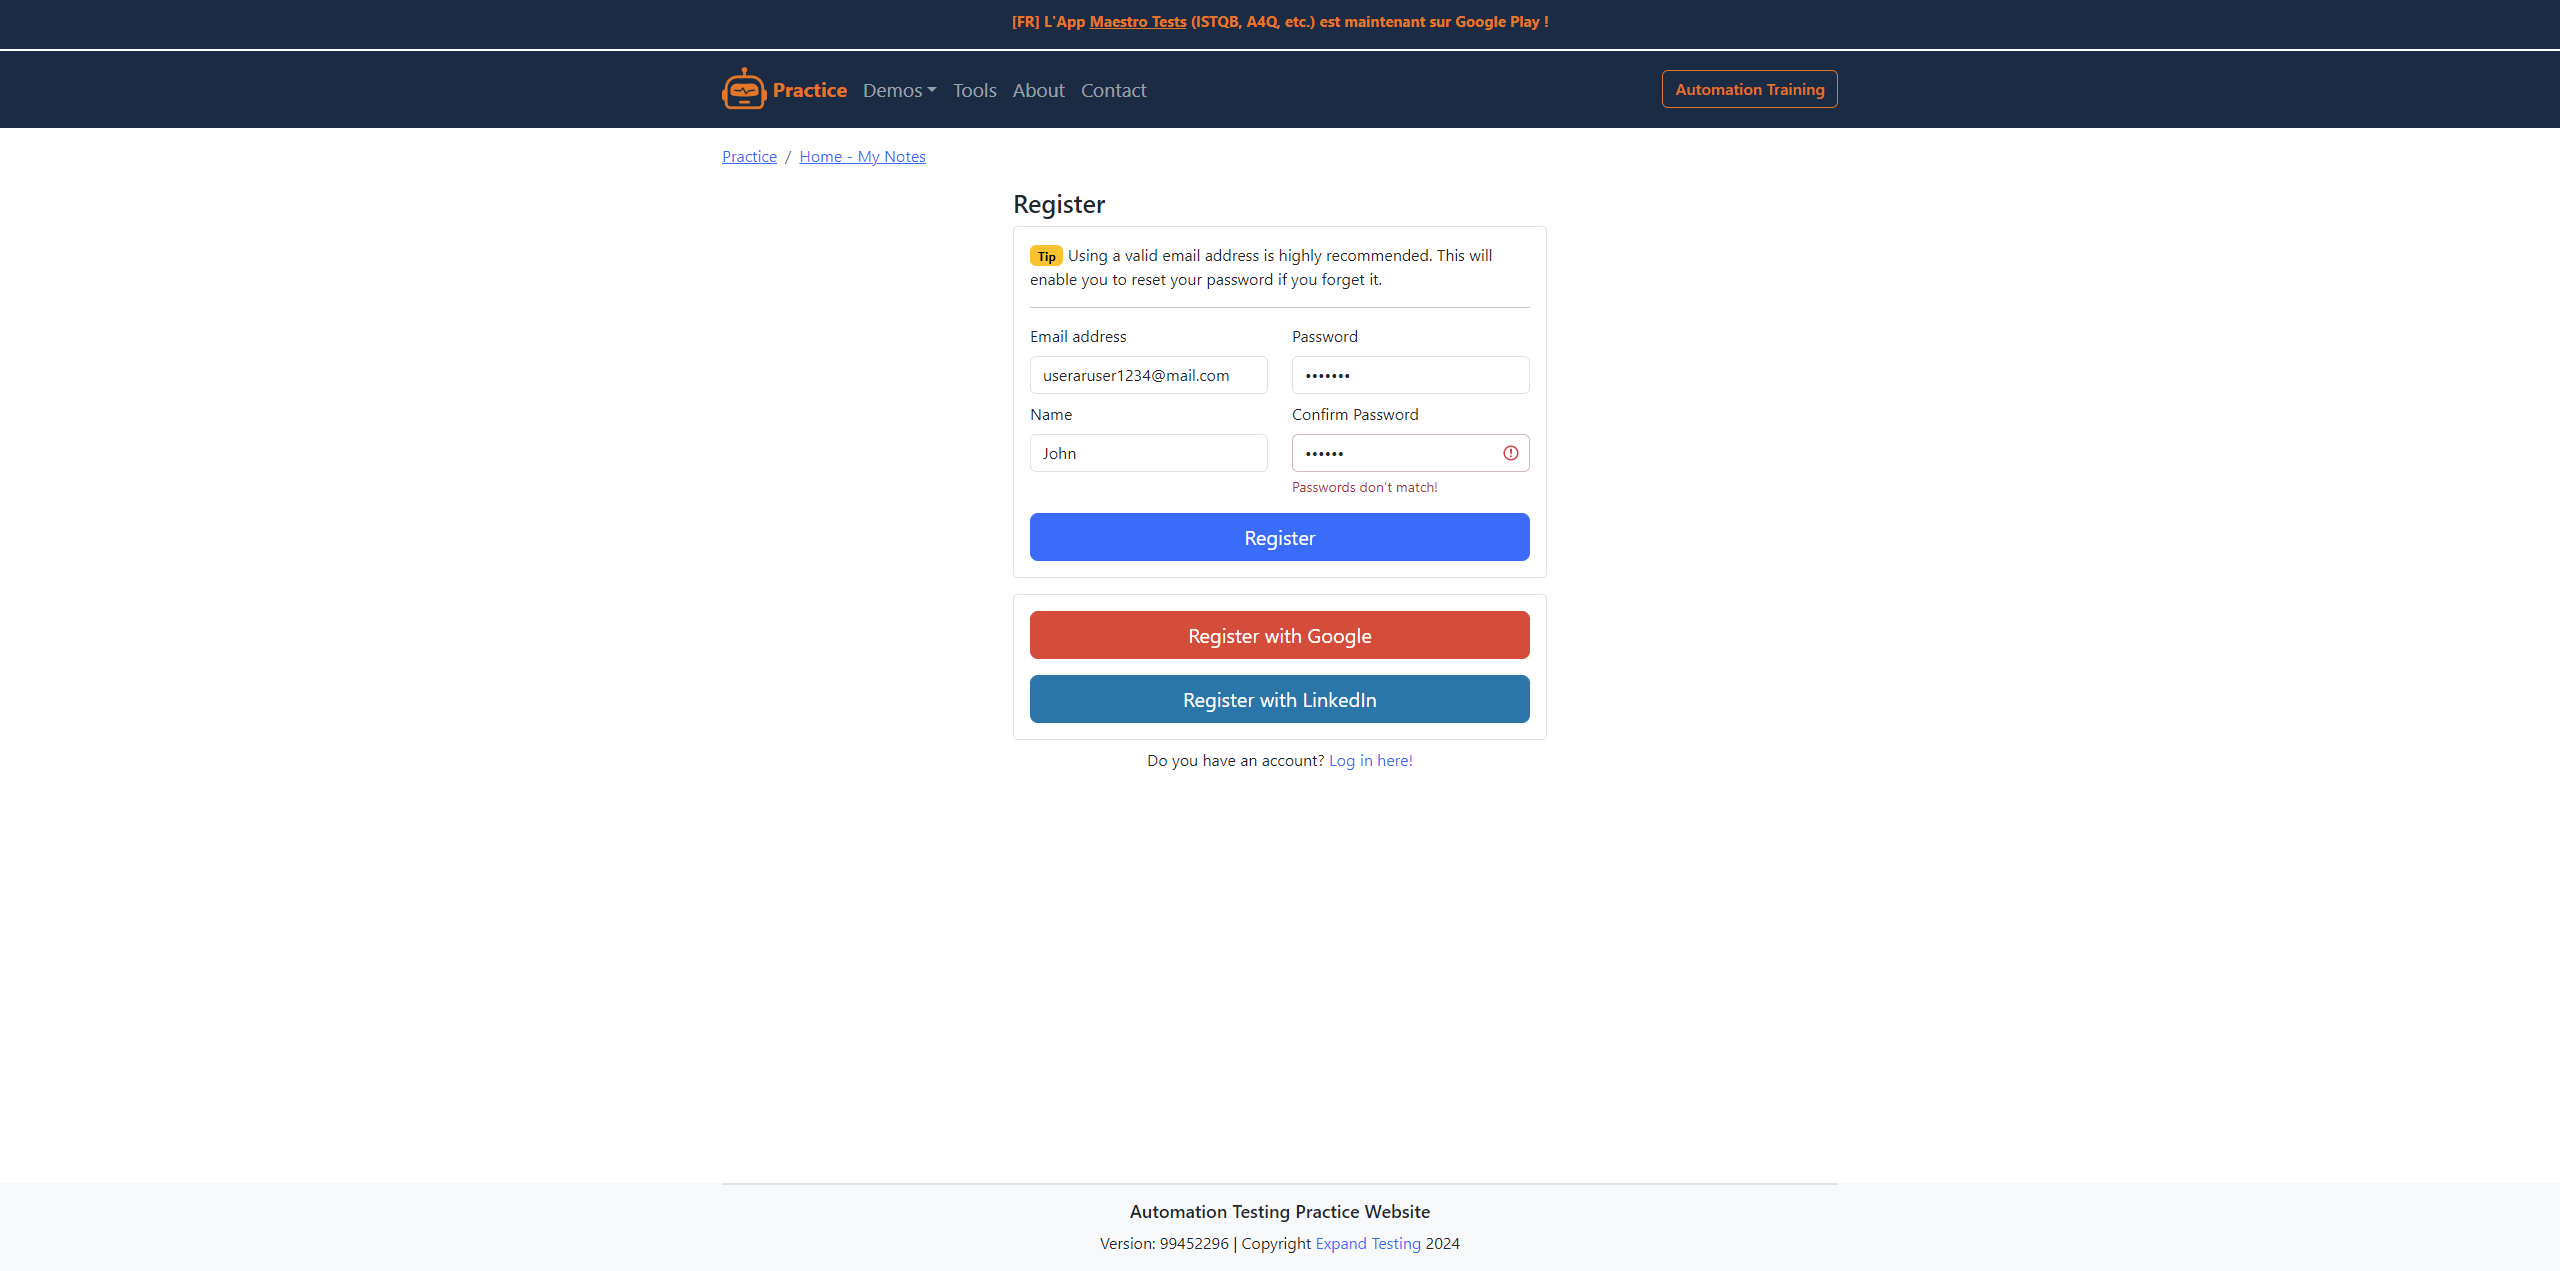 [FR] L'App Maestro Tests (ISTQB, A4Q, etc.) est maintenant sur Google Play !
Practice Demos Tools About Contact Automation Training
Practice / Home - My Notes
Register
Tip Using a valid email address is highly recommended. This will
enable you to reset your password if you forget it.
Email address Password
useraruser1234@mail.com •••••••
Name Confirm Password
John ••••••
Passwords don't match!
Register
Register with Google
Register with LinkedIn
Do you have an account? Log in here!
Automation Testing Practice Website
Version: 99452296 | Copyright Expand Testing 2024